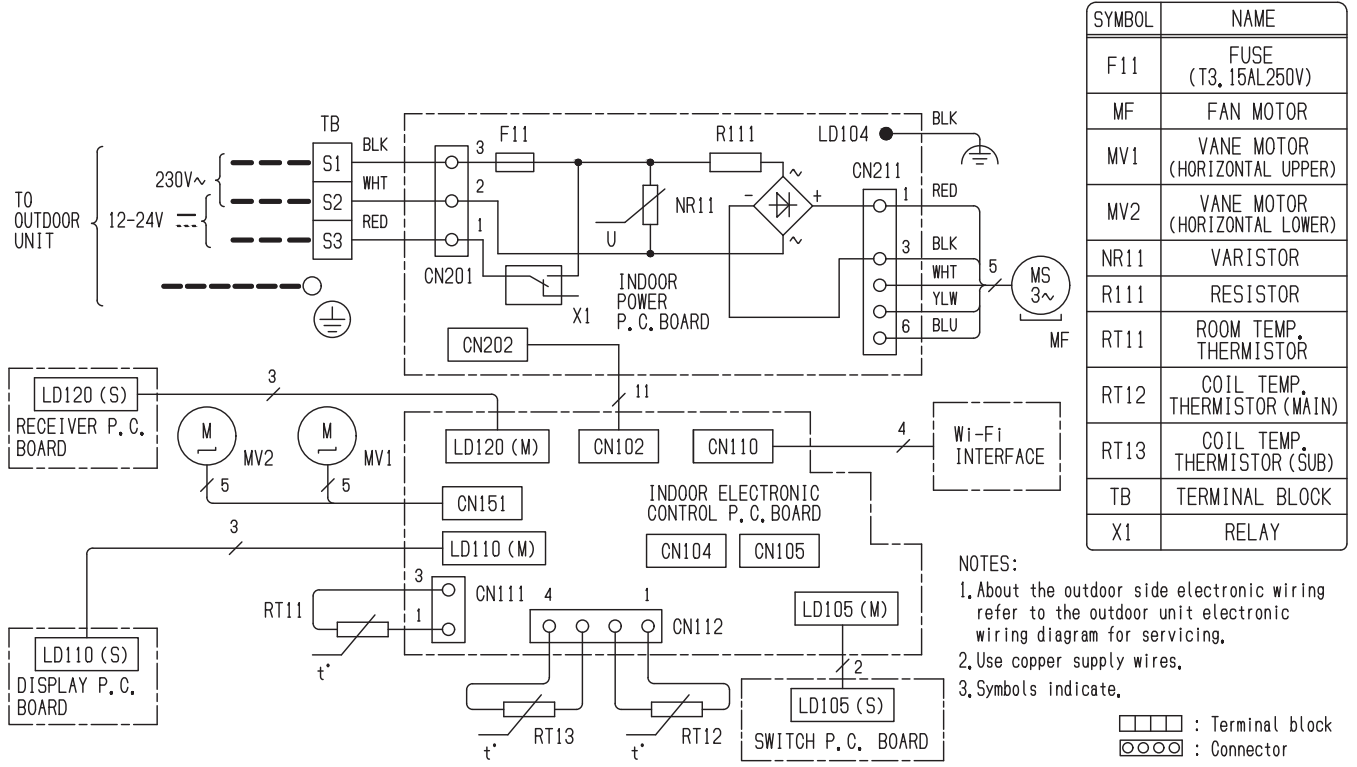 SYMBOL NAME
F11 FUSE
(T3.15AL250V)
MF FAN MOTOR
MV1 VANE MOTOR
(HORIZONTAL UPPER)
MV2 VANE MOTOR
(HORIZONTAL LOWER)
NR11 VARISTOR
R111 RESISTOR
RT11 ROOM TEMP.
THERMISTOR
RT12 COIL TEMP.
THERMISTOR (MAIN)
RT13 COIL TEMP.
THERMISTOR (SUB)
TB TERMINAL BLOCK
X1 RELAY
TO
OUTDOOR
UNIT
230V~
12-24V
TB
S1
S2
S3
BLK
WHT
RED
3
2
1
CN201
F11
R111
LD104
BLK
NR11
U
X1
~
-
+
~
INDOOR
POWER
P.C.BOARD
CN211
1
3
6
RED
BLK
WHT
YLW
BLU
5
MS
3~
MF
CN202
11
LD120 (S)
RECEIVER P.C.
BOARD
3
M
MV2
M
MV1
5
5
LD120 (M)
CN102
CN110
4
Wi-Fi
INTERFACE
CN151
INDOOR ELECTRONIC
CONTROL P.C.BOARD
3
LD110 (M)
CN104
CN105
RT11
t°
3
1
CN111
4
1
CN112
LD105 (M)
2
LD110 (S)
DISPLAY P.C.
BOARD
t°
RT13
t°
RT12
LD105 (S)
SWITCH P.C. BOARD
NOTES:
1. About the outdoor side electronic wiring
refer to the outdoor unit electronic
wiring diagram for servicing.
2. Use copper supply wires.
3. Symbols indicate.
: Terminal block
: Connector